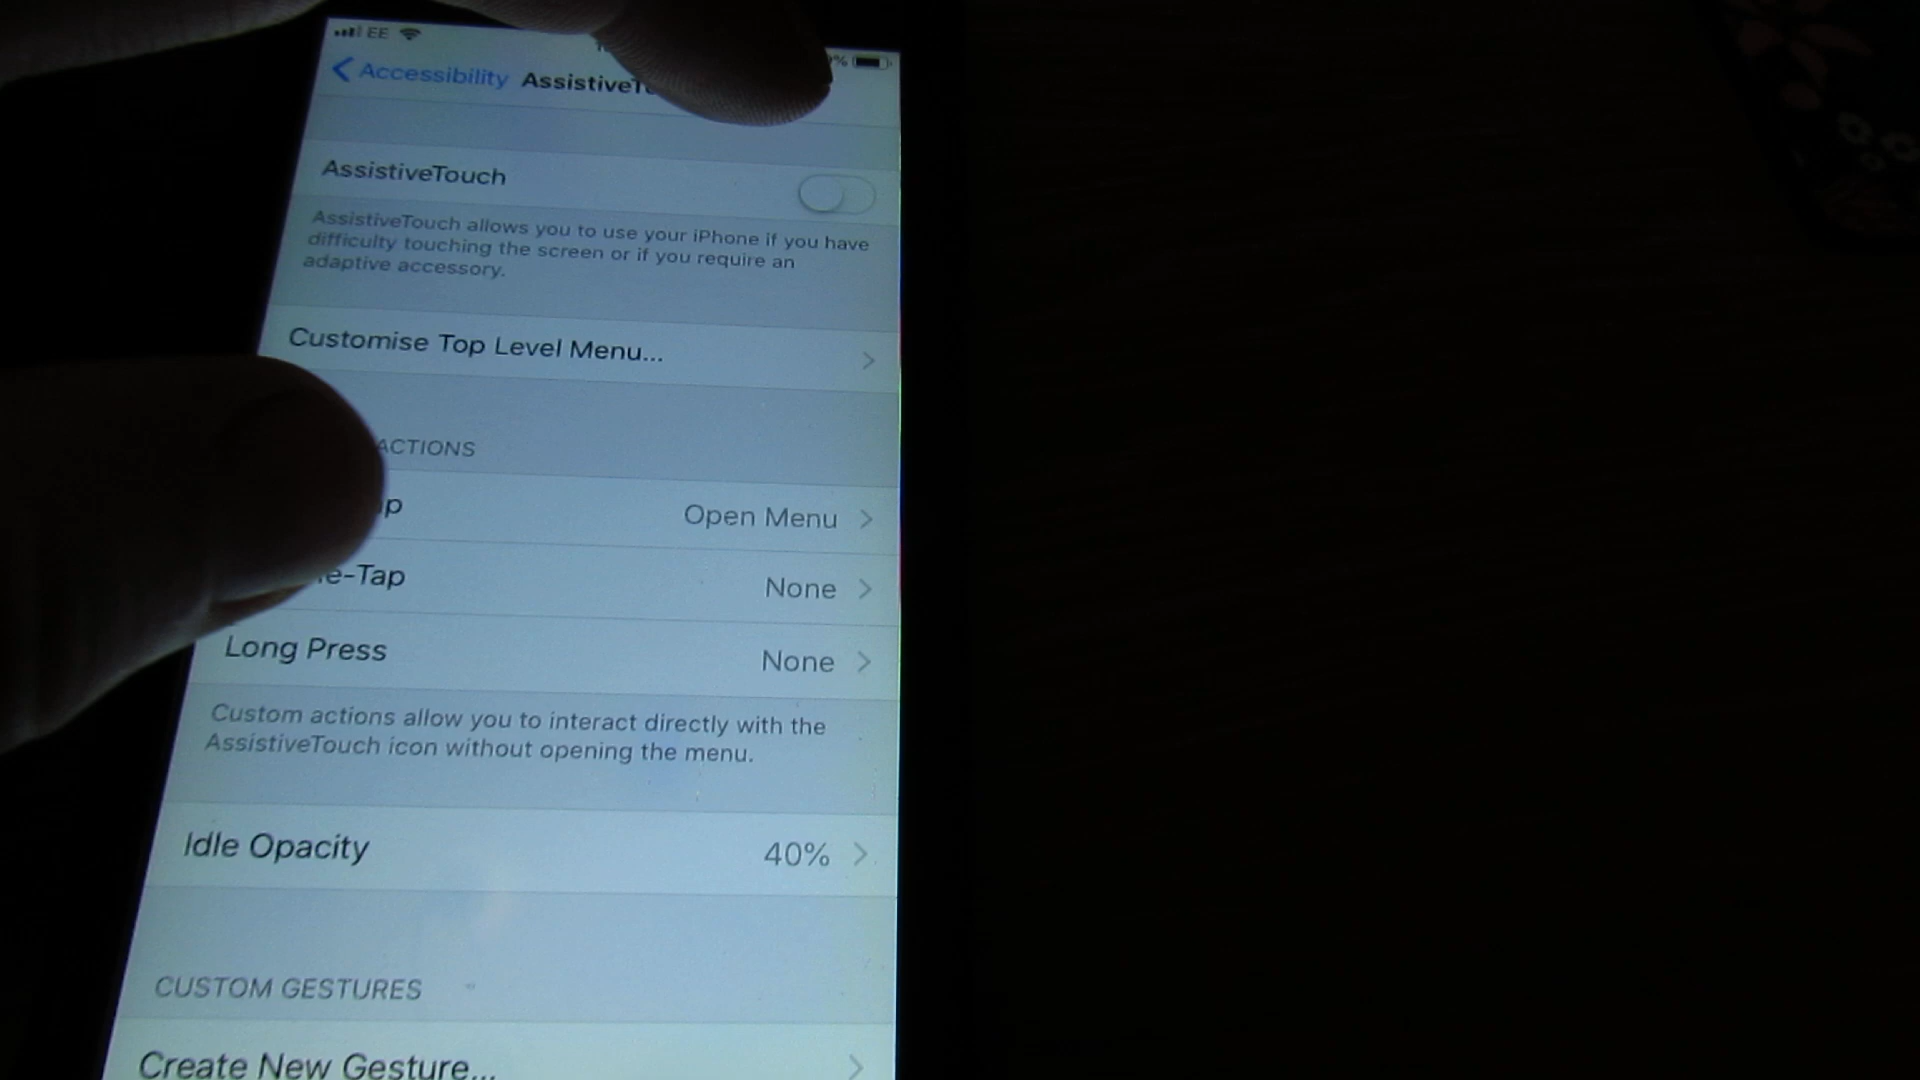 EE
Accessibility
AssistiveTouch
AssistiveTouch allows you to use your iPhone if you have
difficulty touching the screen or if you require an
adaptive accessory.
Customise Top Level Menu...
ACTIONS
Open Menu
e-Tap None
Long Press None
Custom actions allow you to interact directly with the
AssistiveTouch icon without opening the menu.
Idle Opacity 40%
CUSTOM GESTURES
Create New Gesture...